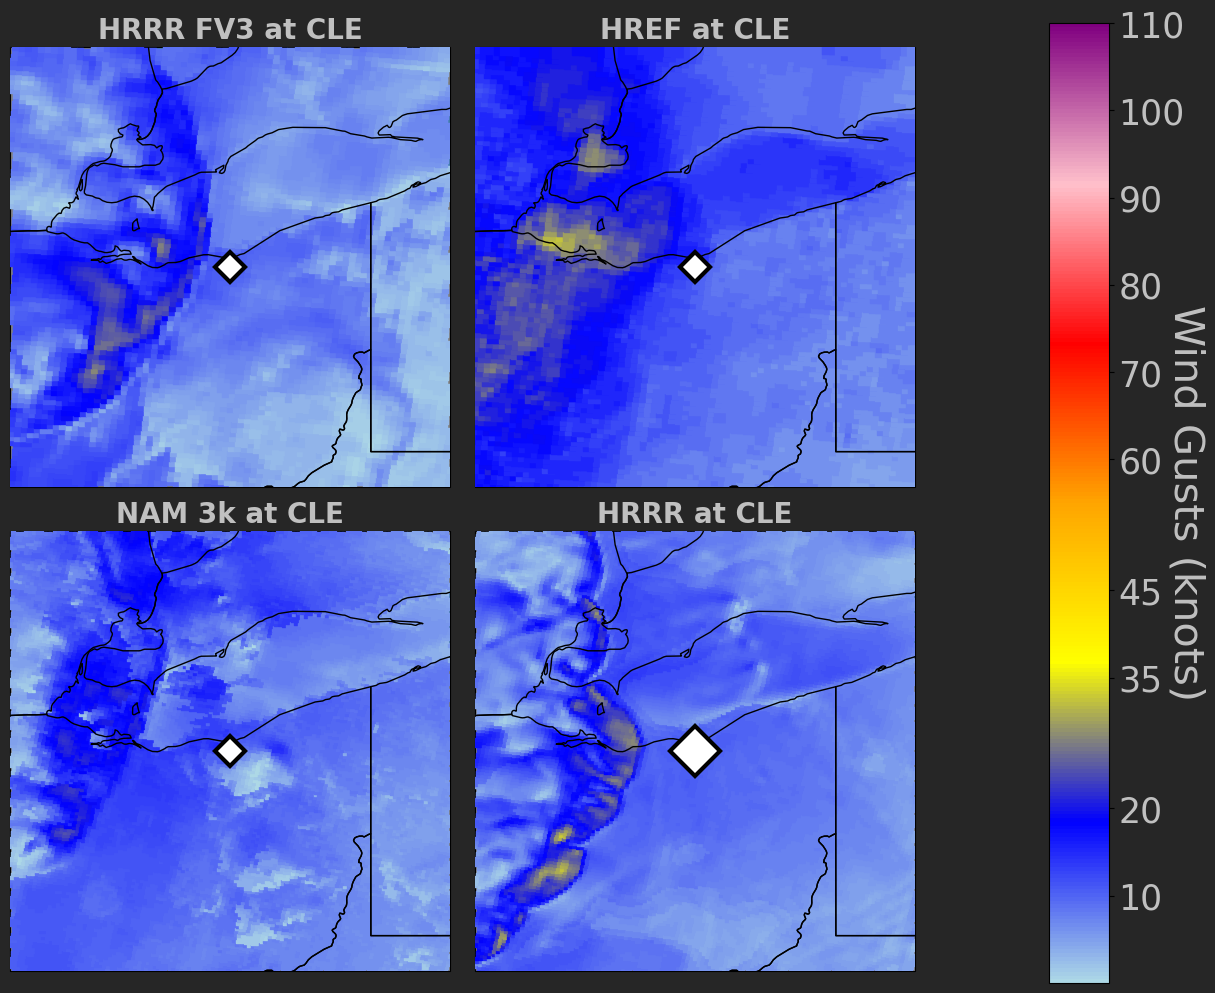 HRRR FV3 at CLE
HREF at CLE
NAM 3k at CLE
HRRR at CLE
110
100
90
80
70
60
45
35
20
10
Wind Gusts (knots)